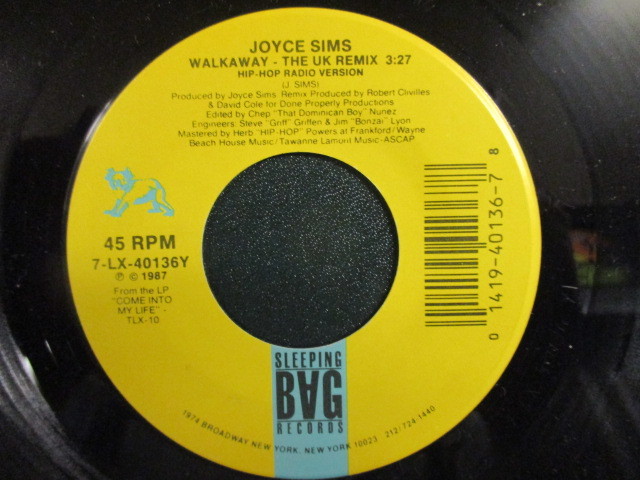 JOYCE SIMS
WALKAWAY - THE UK REMIX 3:27
HIP-HOP RADIO VERSION
(J. SIMS)
Produced by Joyce Sims. Remix Produced by Robert Clivilles
& David Cole for Done Properly Productions
Edited by Chep "That Dominican Boy" Nunez
Engineers: Steve "Griff" Griffen & Jim "Bonzai" Lyon
Mastered by Herb "HIP-HOP" Powers at Frankford/Wayne
Beach House Music/Tawanne Lamont Music-ASCAP
45 RPM
7-LX-40136Y
℗ © 1987
From the LP
"COME INTO
MY LIFE" -
TLX-10
0 1419-40136-7 8
SLEEPING
BAG
RECORDS
1974 BROADWAY NEW YORK, NEW YORK 10023 212/724-1440